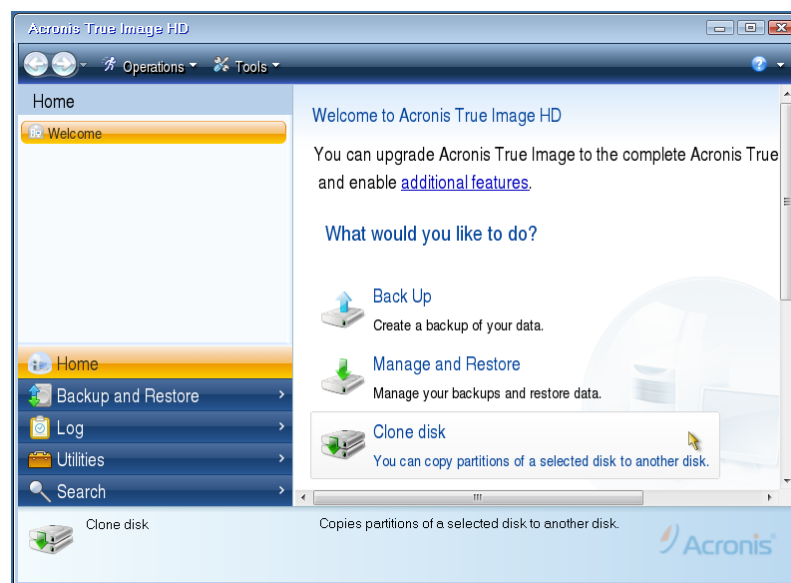 Acronis True Image HD
Operations Tools
Home
Welcome
Home
Backup and Restore
Log
Utilities
Search
Welcome to Acronis True Image HD
You can upgrade Acronis True Image to the complete Acronis True
and enable additional features.
What would you like to do?
Back Up
Create a backup of your data.
Manage and Restore
Manage your backups and restore data.
Clone disk
You can copy partitions of a selected disk to another disk.
Clone disk
Copies partitions of a selected disk to another disk.
Acronis